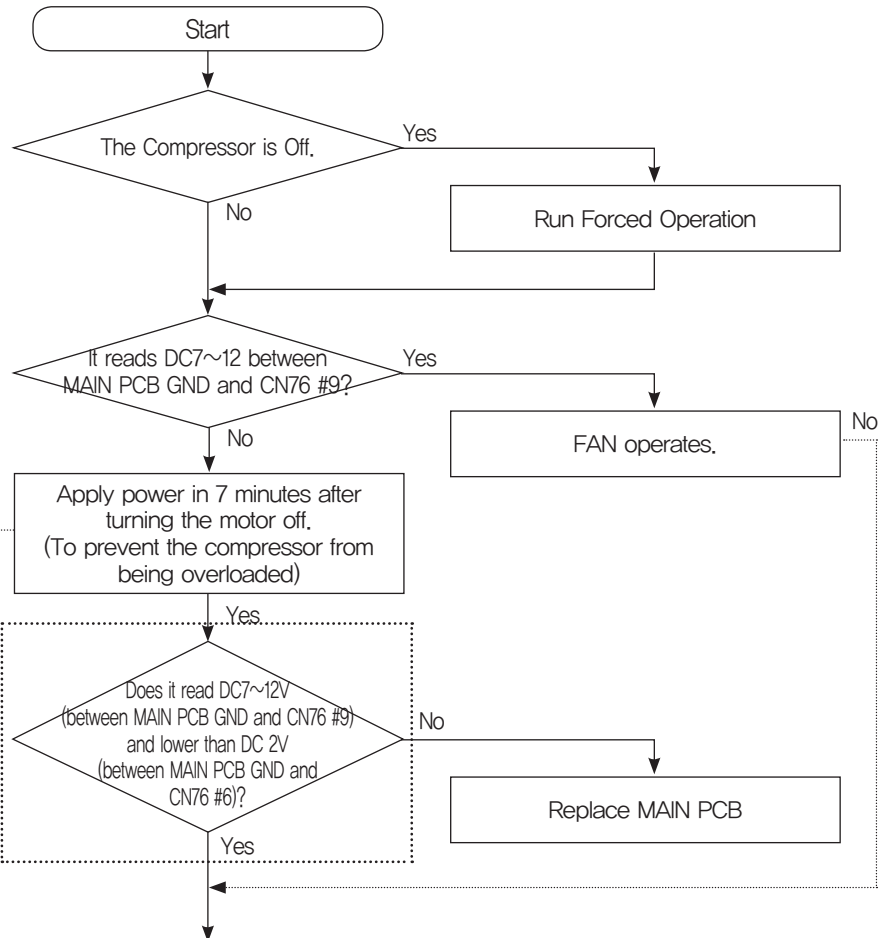 Start
The Compressor is Off.
Yes
No
Run Forced Operation
It reads DC7~12 between
MAIN PCB GND and CN76 #9?
Yes
No
FAN operates.
No
Apply power in 7 minutes after
turning the motor off.
(To prevent the compressor from
being overloaded)
Yes
Does it read DC7~12V
(between MAIN PCB GND and CN76 #9)
and lower than DC 2V
(between MAIN PCB GND and
CN76 #6)?
No
Replace MAIN PCB
Yes